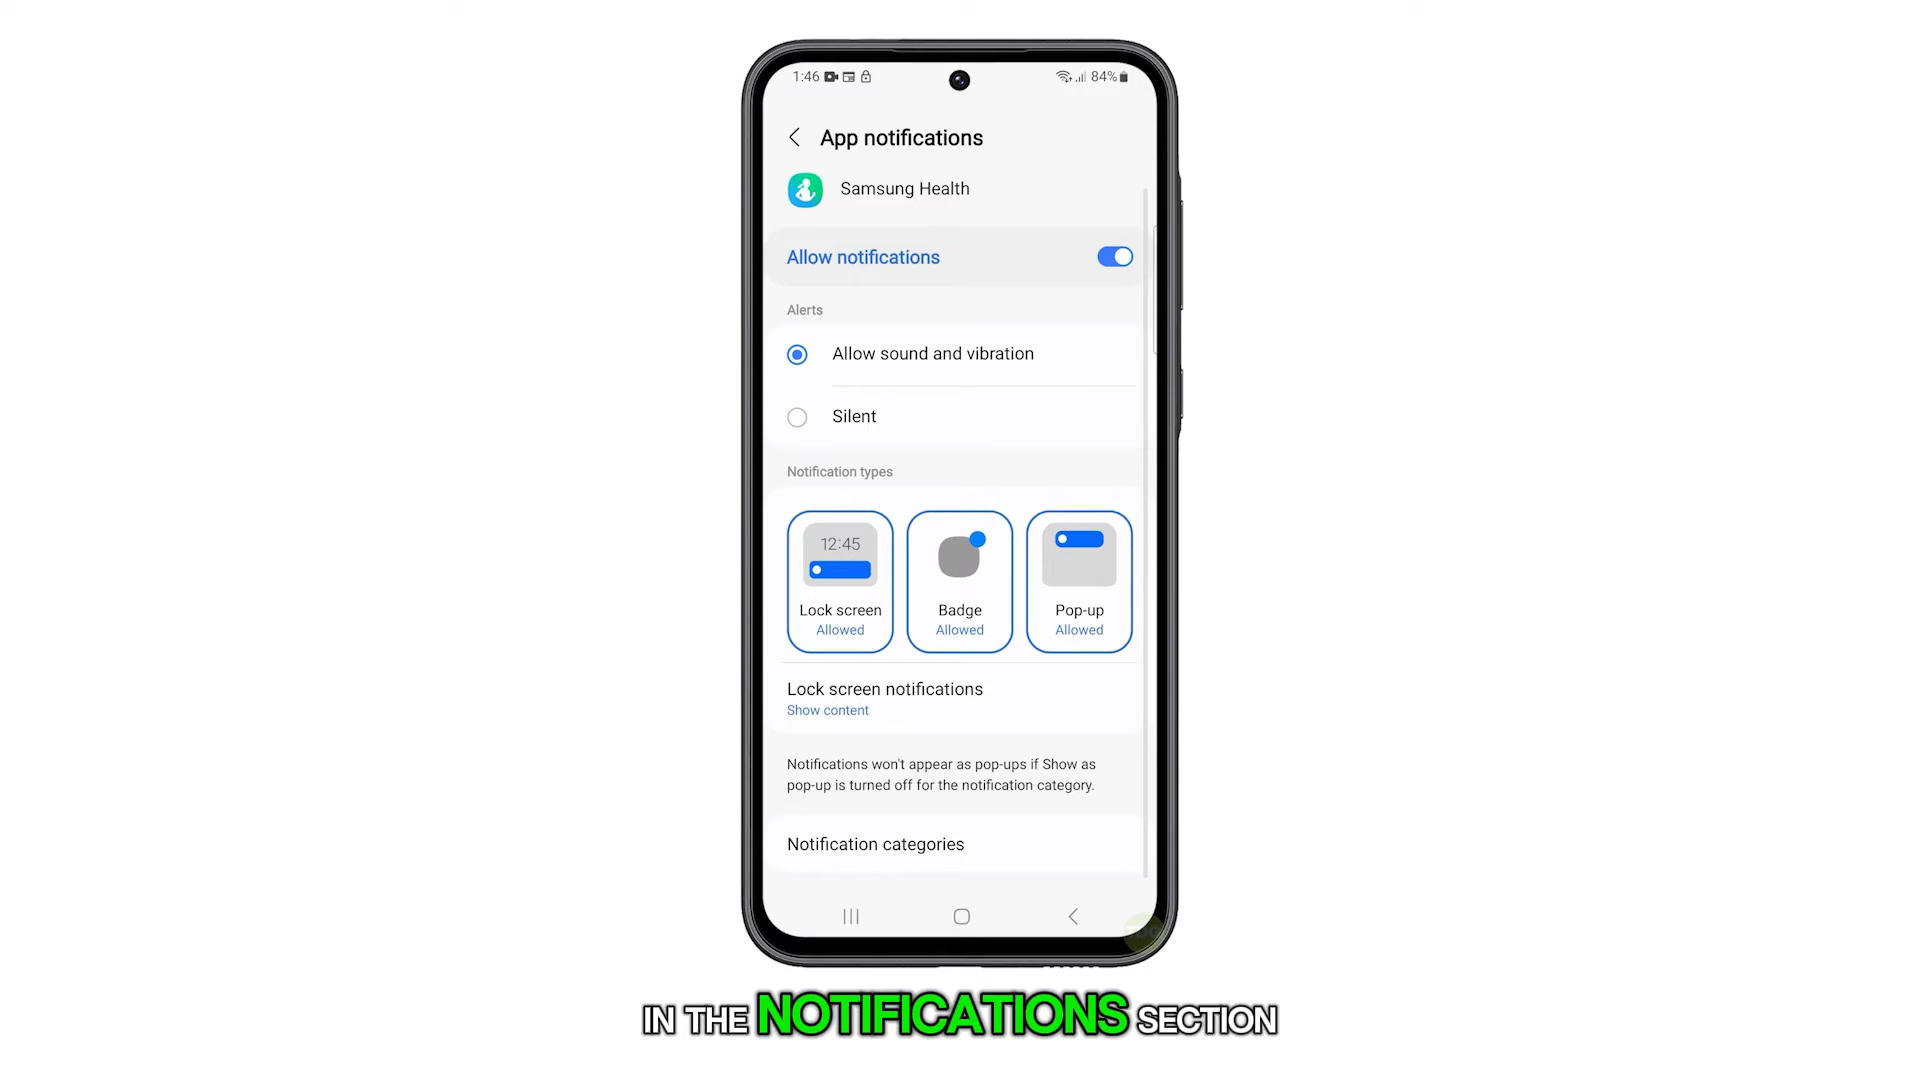 1:46 84%
App notifications
Samsung Health
Allow notifications
Alerts
Allow sound and vibration
Silent
Notification types
12:45
Lock screen Badge Pop-up
Allowed Allowed Allowed
Lock screen notifications
Show content
Notifications won't appear as pop-ups if Show as
pop-up is turned off for the notification category.
Notification categories
IN THE NOTIFICATIONS SECTION